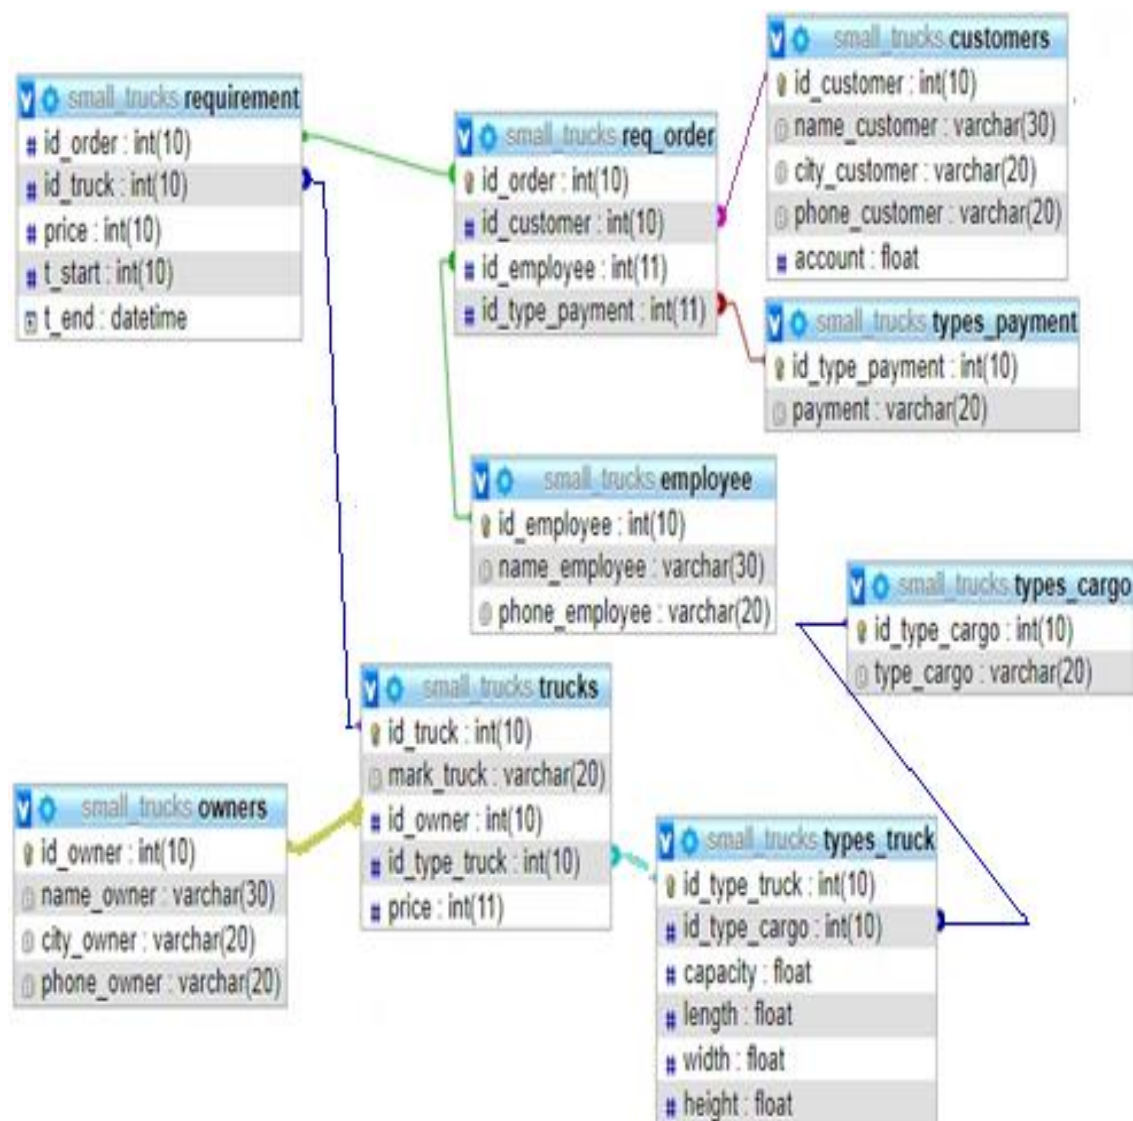 small_trucks requirement
id_order : int(10)
id_truck : int(10)
price : int(10)
t_start : int(10)
t_end : datetime
small_trucks req_order
id_order : int(10)
id_customer : int(10)
id_employee : int(11)
id_type_payment : int(11)
small_trucks customers
id_customer : int(10)
name_customer : varchar(30)
city_customer : varchar(20)
phone_customer : varchar(20)
account : float
small_trucks types_payment
id_type_payment : int(10)
payment : varchar(20)
small_trucks employee
id_employee : int(10)
name_employee : varchar(30)
phone_employee : varchar(20)
small_trucks types_cargo
id_type_cargo : int(10)
type_cargo : varchar(20)
small_trucks trucks
id_truck : int(10)
mark_truck : varchar(20)
id_owner : int(10)
id_type_truck : int(10)
price : int(11)
small_trucks owners
id_owner : int(10)
name_owner : varchar(30)
city_owner : varchar(20)
phone_owner : varchar(20)
small_trucks types_truck
id_type_truck : int(10)
id_type_cargo : int(10)
capacity : float
length : float
width : float
height : float